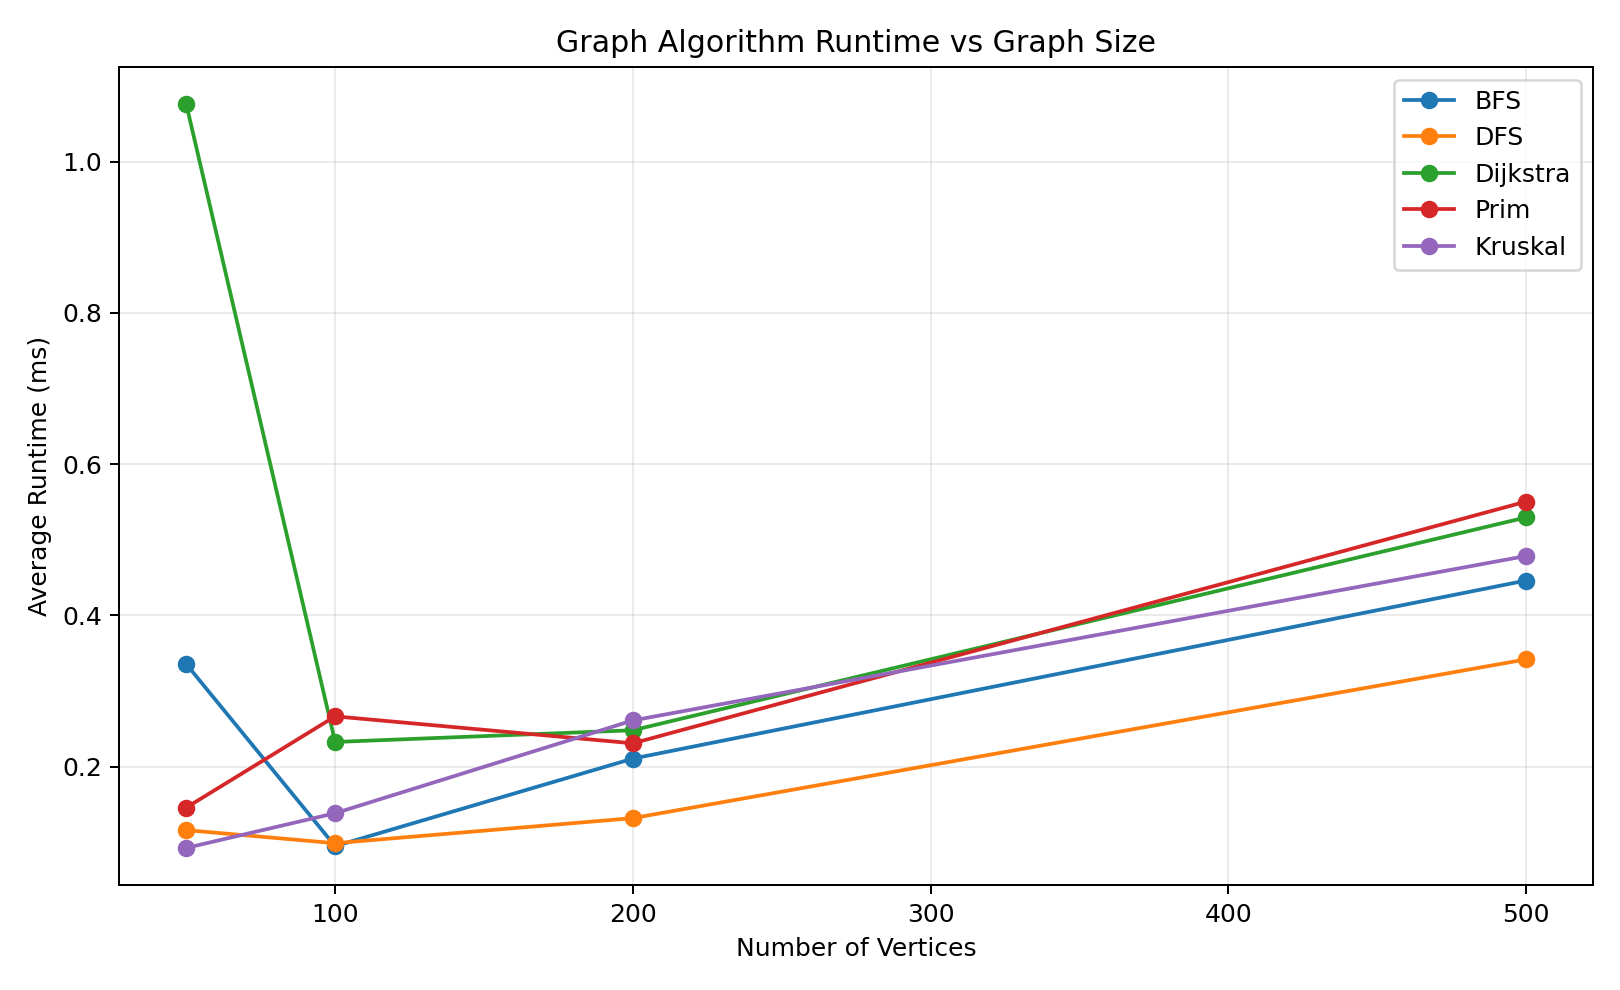 Graph Algorithm Runtime vs Graph Size
BFS
DFS
Dijkstra
Prim
Kruskal
Average Runtime (ms)
1.0
0.8
0.6
0.4
0.2
100
200
300
400
500
Number of Vertices